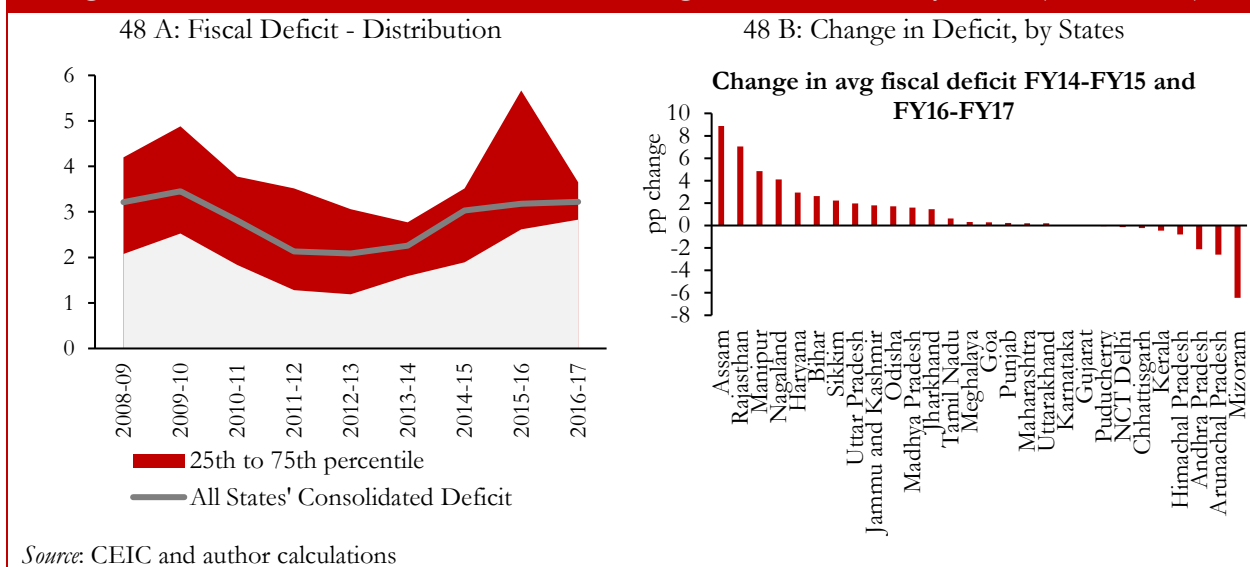 48 A: Fiscal Deficit - Distribution
6
5
4
3
2
1
0
2008-09
2009-10
2010-11
2011-12
2012-13
2013-14
2014-15
2015-16
2016-17
25th to 75th percentile
All States' Consolidated Deficit
48 B: Change in Deficit, by States
Change in avg fiscal deficit FY14-FY15 and
FY16-FY17
pp change
10
8
6
4
2
0
-2
-4
-6
-8
Assam
Rajasthan
Manipur
Nagaland
Haryana
Bihar
Sikkim
Uttar Pradesh
Jammu and Kashmir
Odisha
Madhya Pradesh
Jharkhand
Tamil Nadu
Meghalaya
Goa
Punjab
Maharashtra
Uttarakhand
Karnataka
Gujarat
Puducherry
NCT Delhi
Chhattisgarh
Kerala
Himachal Pradesh
Andhra Pradesh
Arunachal Pradesh
Mizoram
Source: CEIC and author calculations